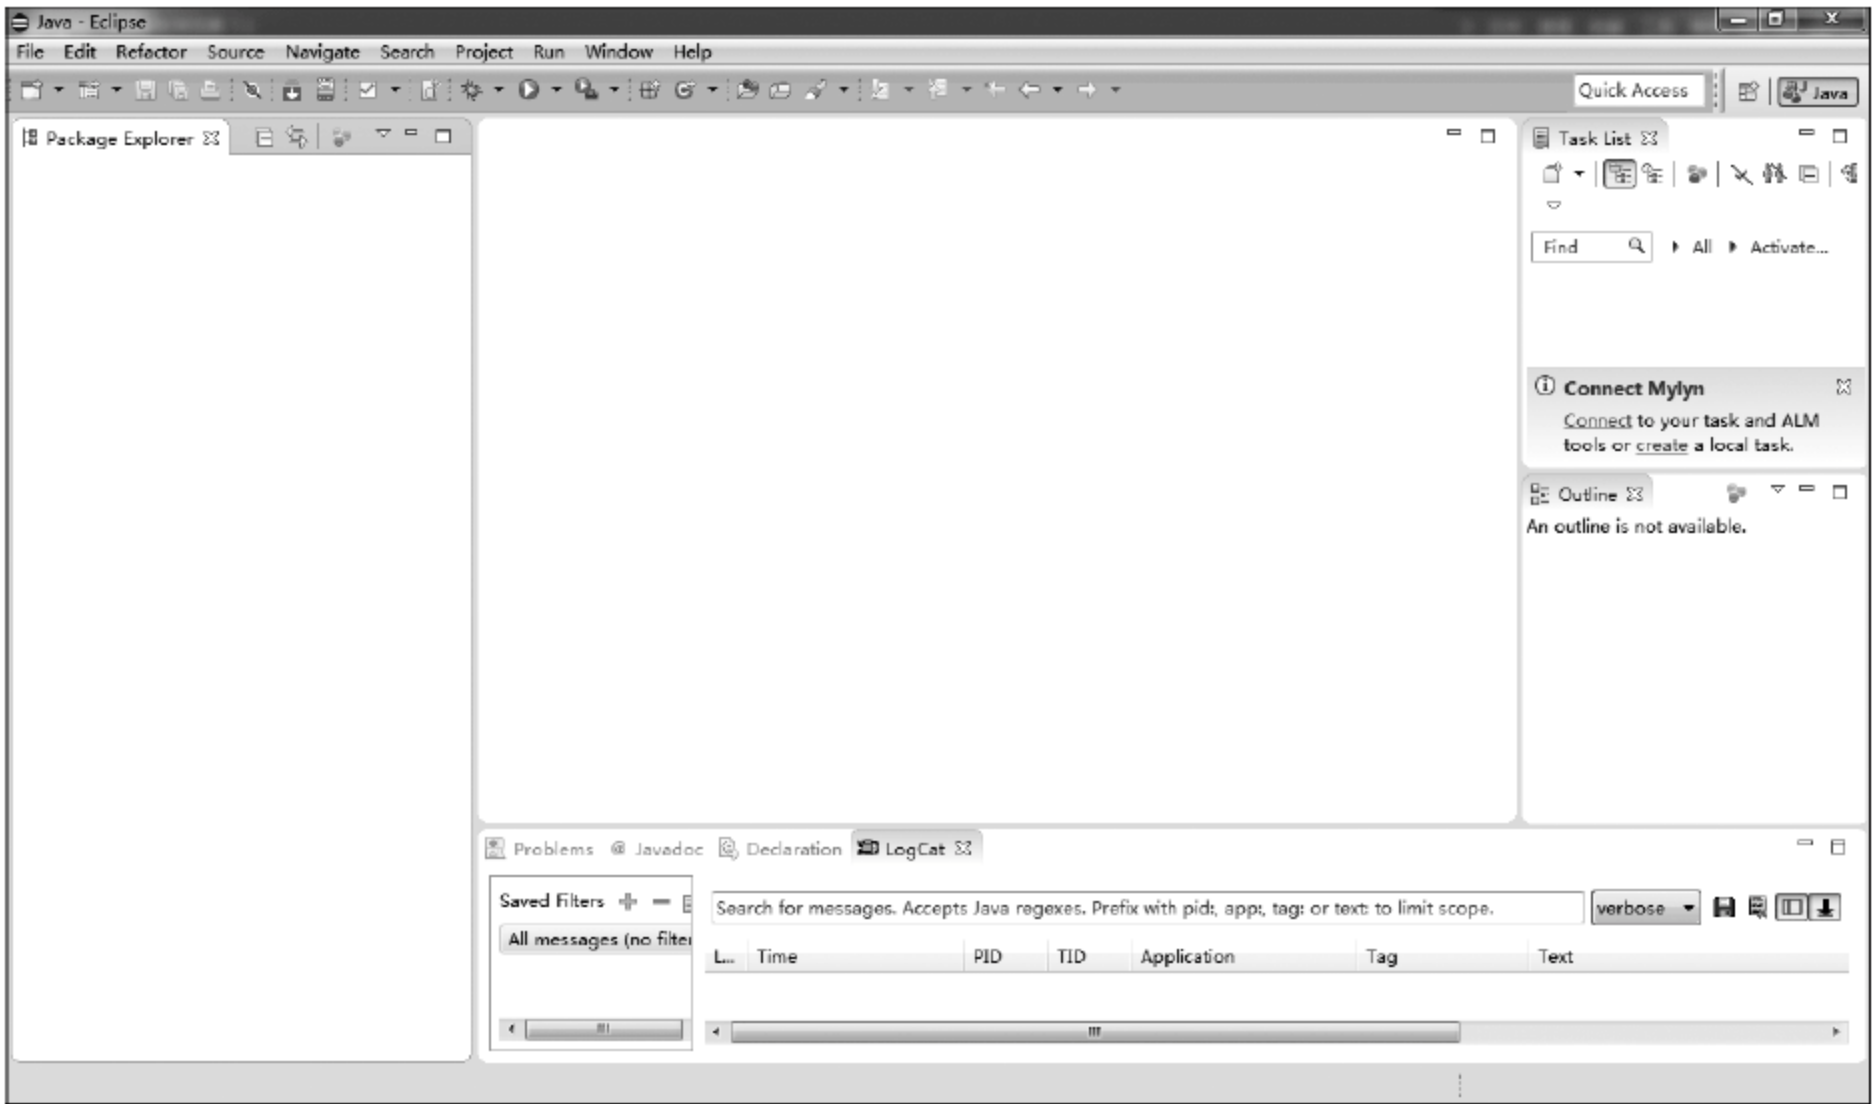 Java - Eclipse
File Edit Refactor Source Navigate Search Project Run Window Help
Quick Access
Java
Package Explorer
Task List
Find
All
Activate...
Connect Mylyn
Connect to your task and ALM
tools or create a local task.
Outline
An outline is not available.
Problems @ Javadoc Declaration LogCat
Saved Filters
All messages (no filter
Search for messages. Accepts Java regexes. Prefix with pid:, app:, tag: or text: to limit scope.
verbose
L... Time PID TID Application Tag Text